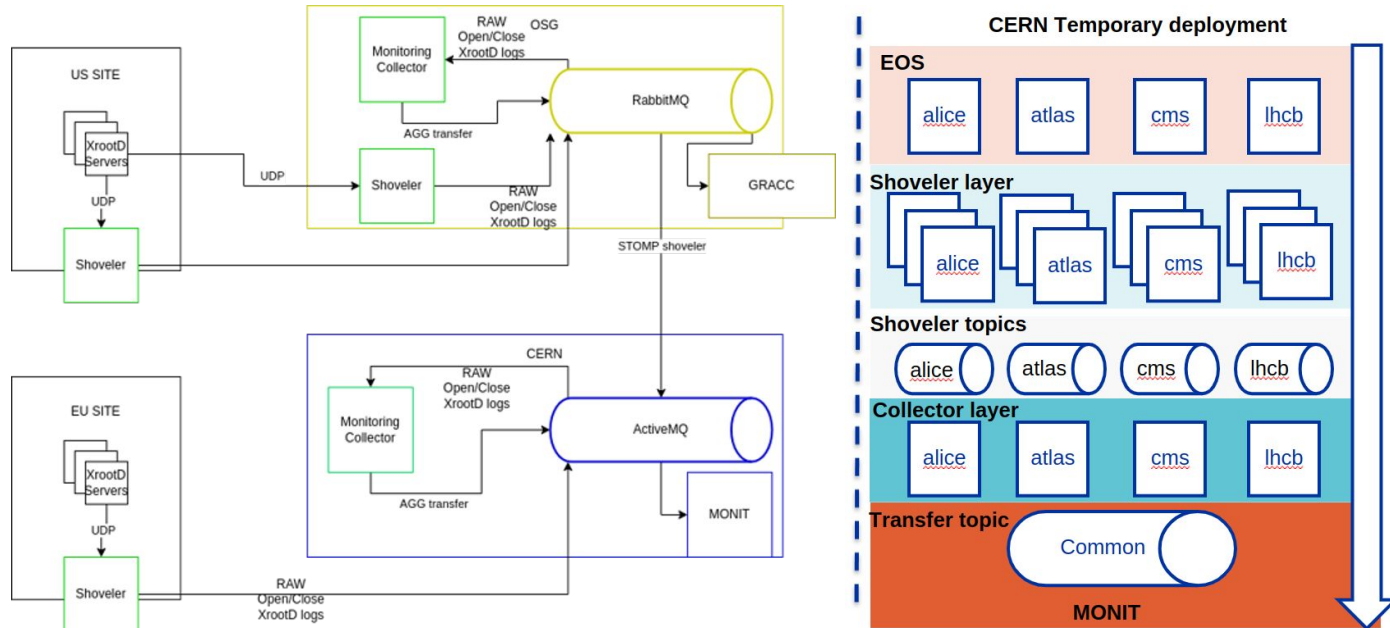 US SITE
XrootD
Servers
UDP
Shoveler
UDP
OSG
Monitoring
Collector
RAW
Open/Close
XrootD logs
AGG transfer
RabbitMQ
Shoveler
RAW
Open/Close
XrootD logs
GRACC
STOMP shoveler
EU SITE
XrootD
Servers
UDP
Shoveler
RAW
Open/Close
XrootD logs
CERN
RAW
Open/Close
XrootD logs
Monitoring
Collector
AGG transfer
ActiveMQ
MONIT
CERN Temporary deployment
EOS
alice atlas cms lhcb
Shoveler layer
alice atlas cms lhcb
Shoveler topics
alice atlas cms lhcb
Collector layer
alice atlas cms lhcb
Transfer topic
Common
MONIT